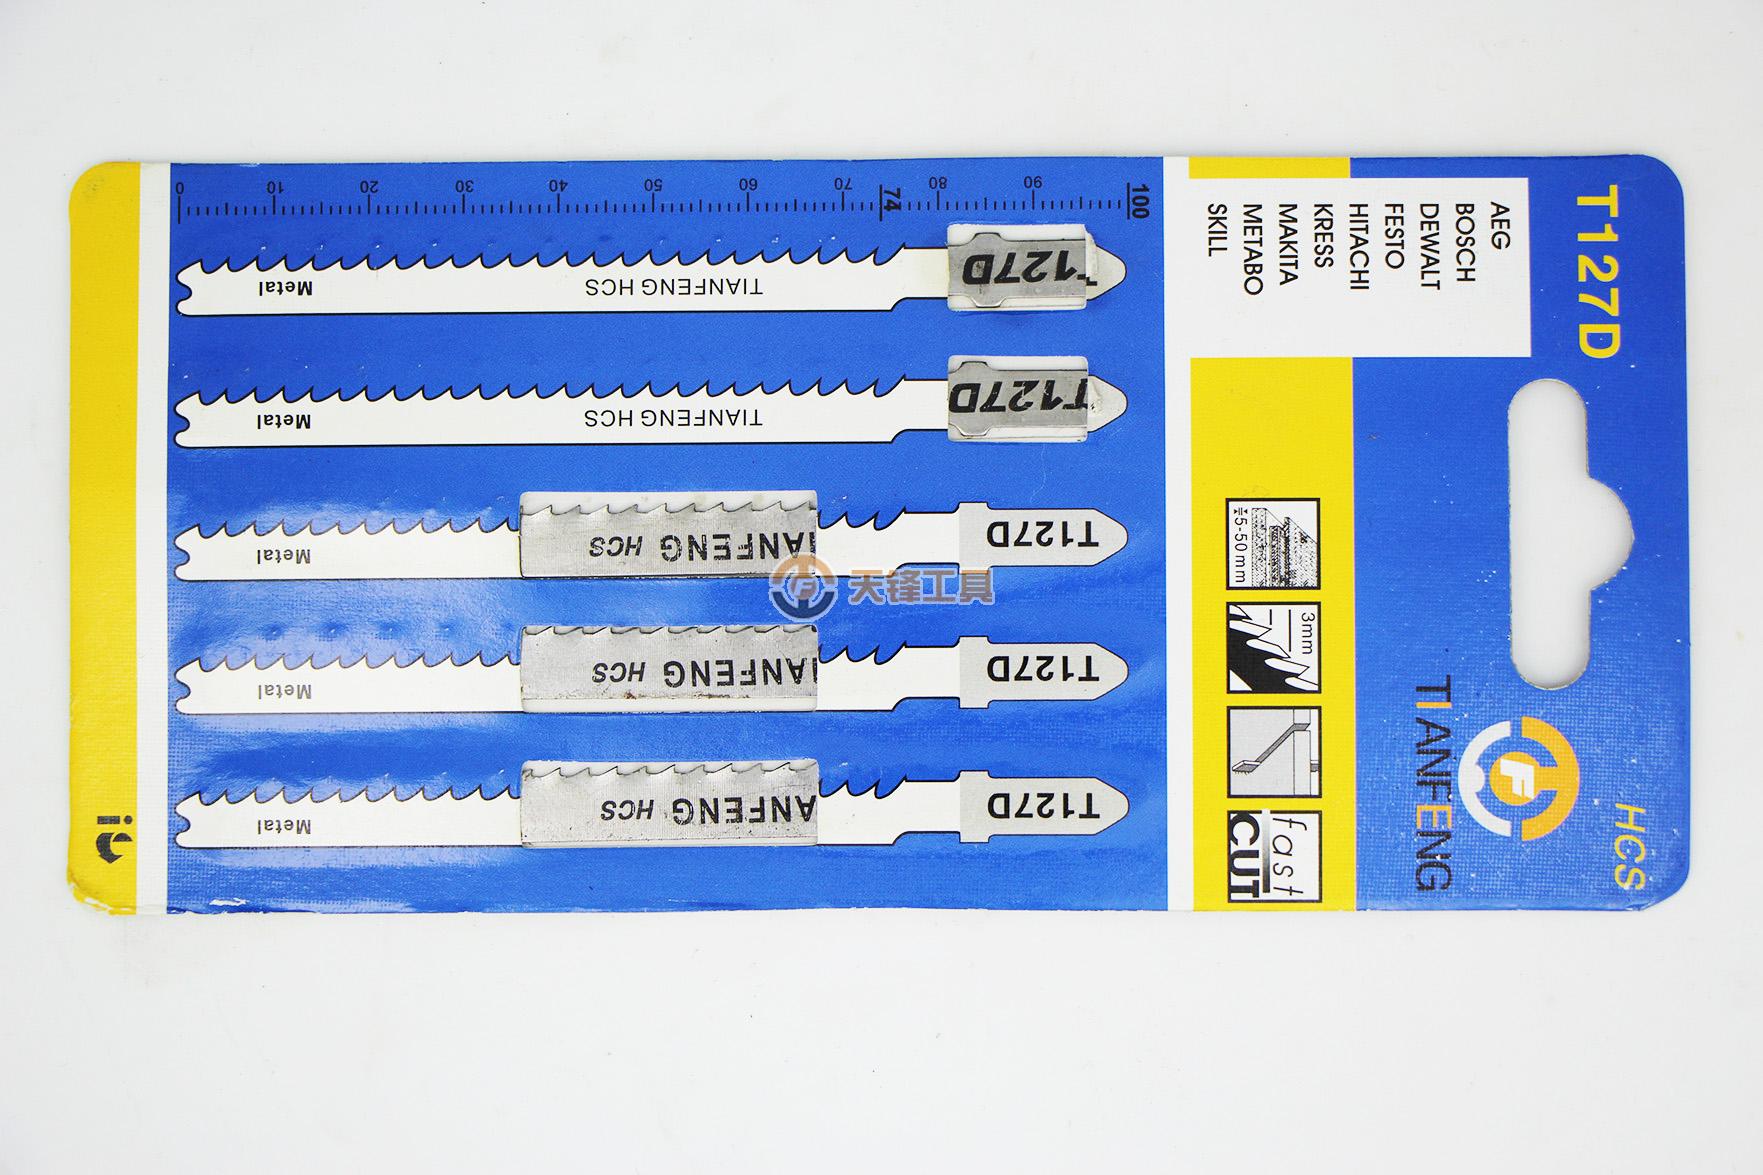 T127D
AEG
BOSCH
DEWALT
FESTO
HITACHI
KRESS
MAKITA
METABO
SKILL
HCS
TIANFENG
5-50mm
3mm
fast
CUT
0 10 20 30 40 50 60 70 74 80 90 100
Metal TIANFENG HCS T127D
Metal TIANFENG HCS T127D
Metal IANFENG HCS T127D
Metal IANFENG HCS T127D
Metal ANFENG HCS T127D
天锋工具